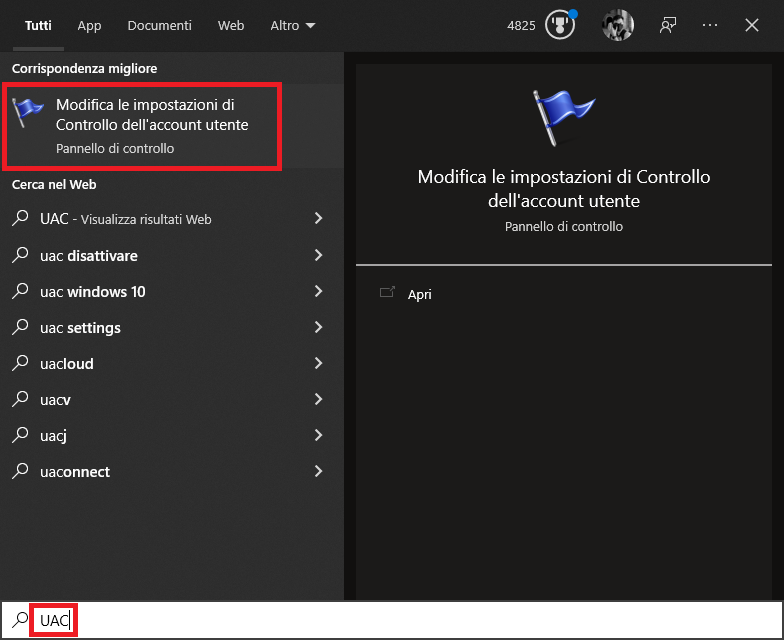 Tutti App Documenti Web Altro 4825 ...
Corrispondenza migliore
Modifica le impostazioni di
Controllo dell'account utente
Pannello di controllo
Cerca nel Web
UAC - Visualizza risultati Web
uac disattivare
uac windows 10
uac settings
uacloud
uacv
uacj
uaconnect
Modifica le impostazioni di Controllo
dell'account utente
Pannello di controllo
Apri
UAC